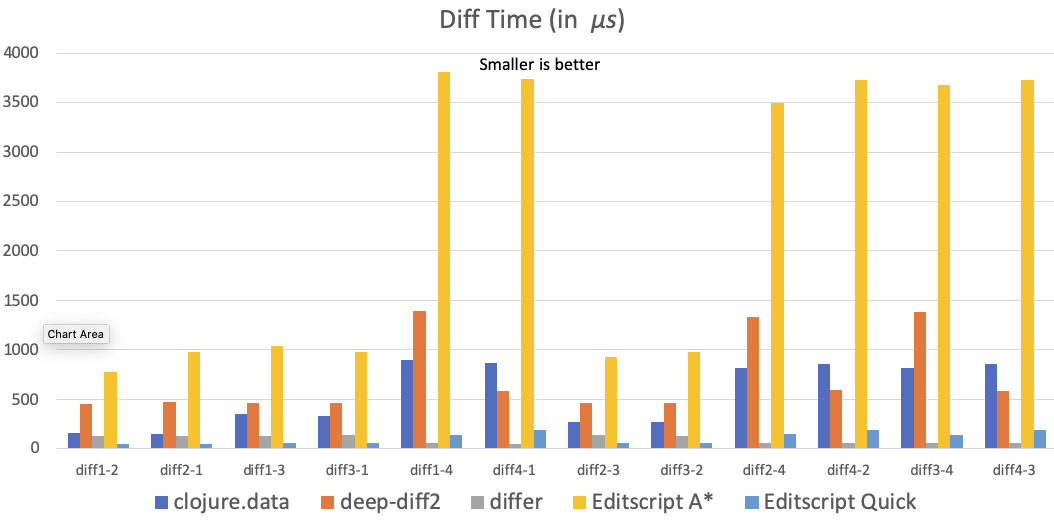 Diff Time (in μs)
Smaller is better
4000
3500
3000
2500
2000
1500
Chart Area
1000
500
0
diff1-2 diff2-1 diff1-3 diff3-1 diff1-4 diff4-1 diff2-3 diff3-2 diff2-4 diff4-2 diff3-4 diff4-3
clojure.data deep-diff2 differ Editscript A* Editscript Quick